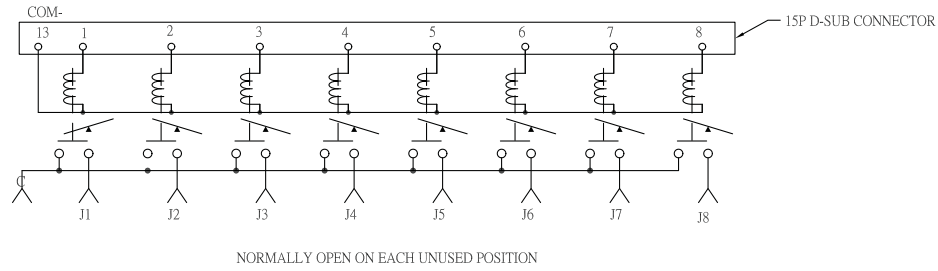 COM-
13 1 2 3 4 5 6 7 8
15P D-SUB CONNECTOR
C
J1 J2 J3 J4 J5 J6 J7 J8
NORMALLY OPEN ON EACH UNUSED POSITION